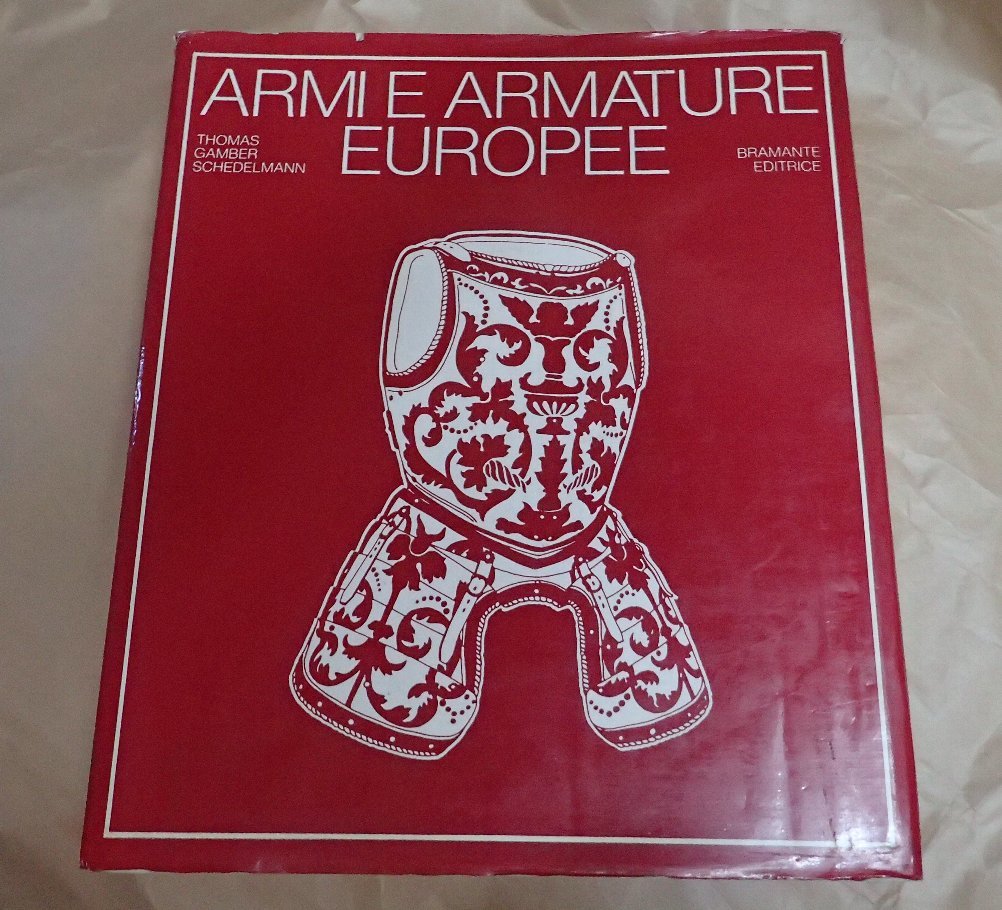 ARMI E ARMATURE
EUROPEE
THOMAS
GAMBER
SCHEDELMANN
BRAMANTE
EDITRICE